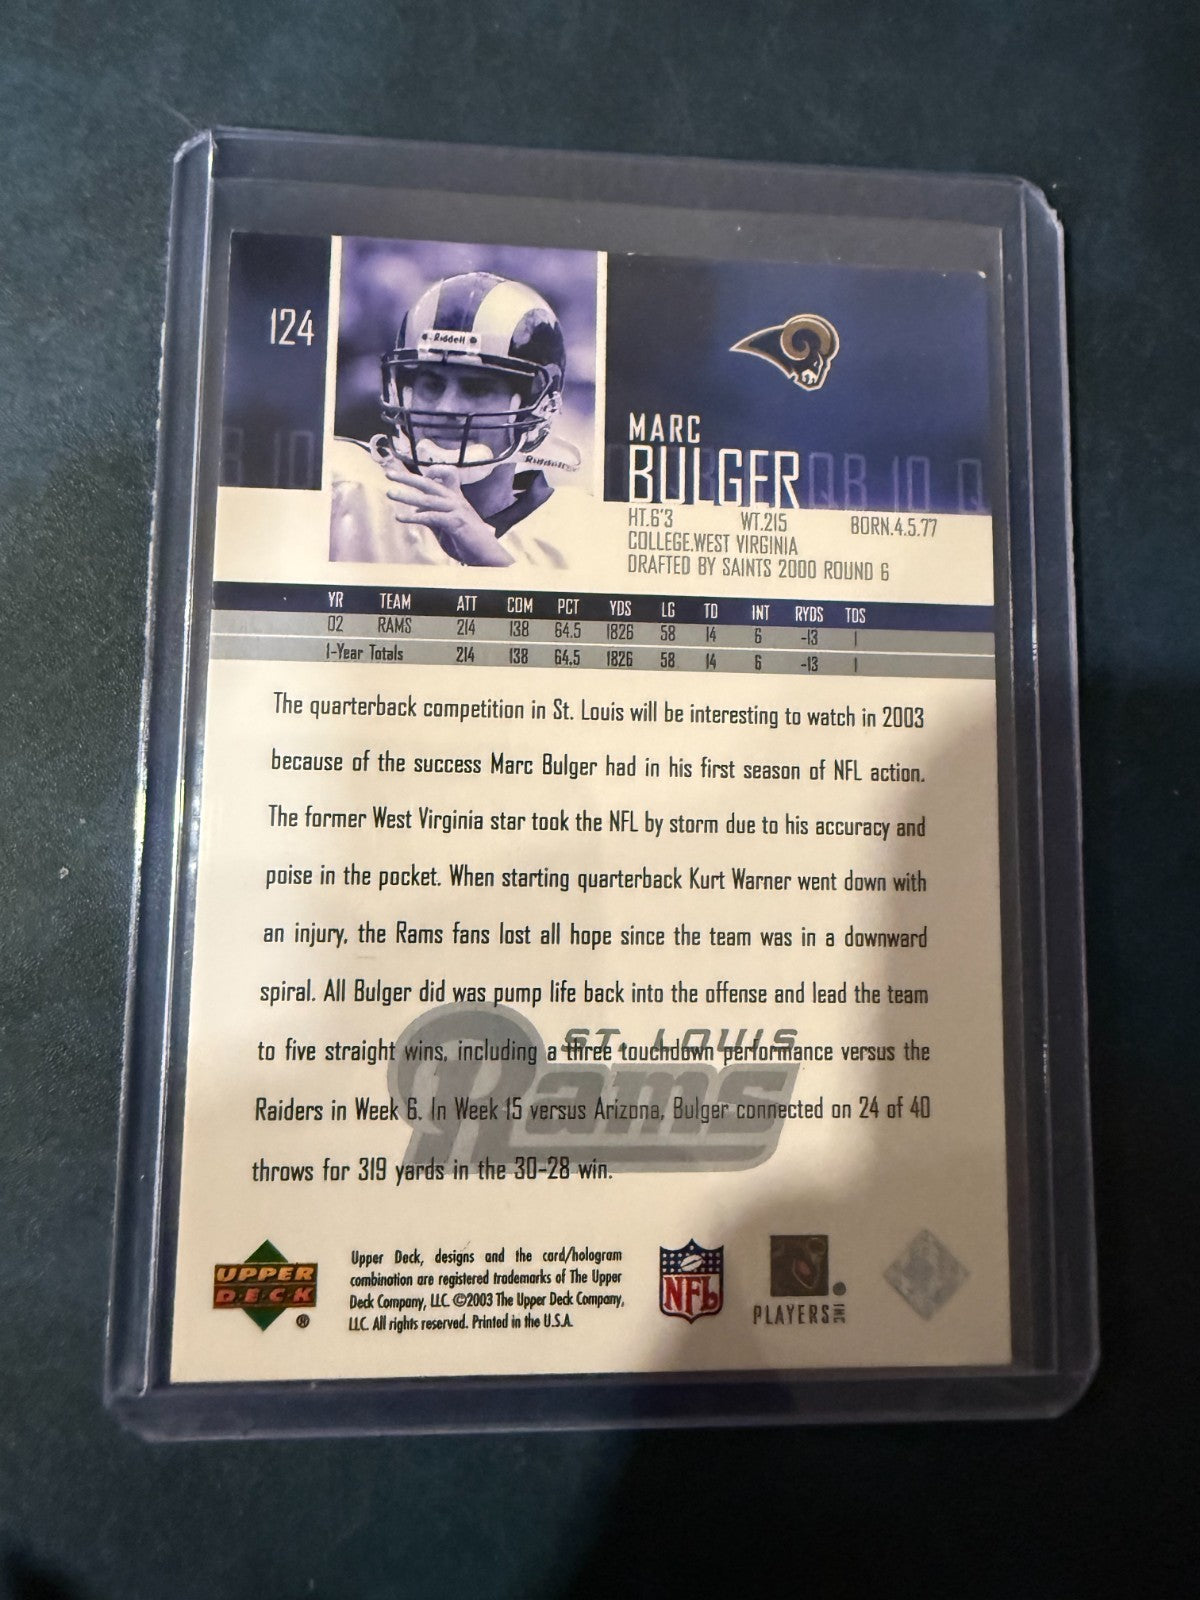 124
Riddell
Riddell
MARC
BULGER
QB 10 Q
HT.6'3 WT.215 BORN.4.5.77
COLLEGE.WEST VIRGINIA
DRAFTED BY SAINTS 2000 ROUND 6
YR TEAM ATT COM PCT YDS LG TD INT RYDS TDS
02 RAMS 214 138 64.5 1826 58 14 6 -13 1
1-Year Totals 214 138 64.5 1826 58 14 6 -13 1
The quarterback competition in St. Louis will be interesting to watch in 2003
because of the success Marc Bulger had in his first season of NFL action.
The former West Virginia star took the NFL by storm due to his accuracy and
poise in the pocket. When starting quarterback Kurt Warner went down with
an injury, the Rams fans lost all hope since the team was in a downward
spiral. All Bulger did was pump life back into the offense and lead the team
to five straight wins, including a three touchdown performance versus the
Raiders in Week 6. In Week 15 versus Arizona, Bulger connected on 24 of 40
throws for 319 yards in the 30-28 win.
ST. LOUIS
Rams
UPPER
DECK
®
Upper Deck, designs and the card/hologram
combination are registered trademarks of The Upper
Deck Company, LLC. ©2003 The Upper Deck Company,
LLC. All rights reserved. Printed in the U.S.A.
NFL
PLAYERS INC